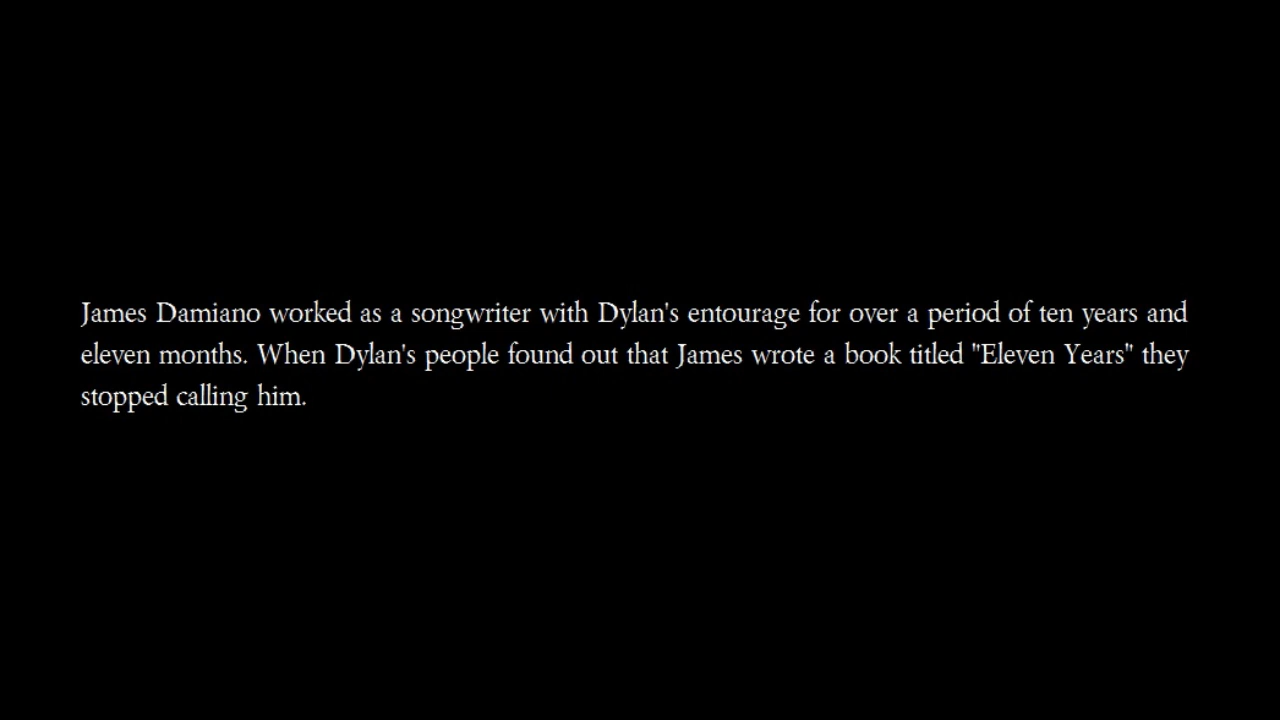 James Damiano worked as a songwriter with Dylan's entourage for over a period of ten years and
eleven months. When Dylan's people found out that James wrote a book titled "Eleven Years" they
stopped calling him.